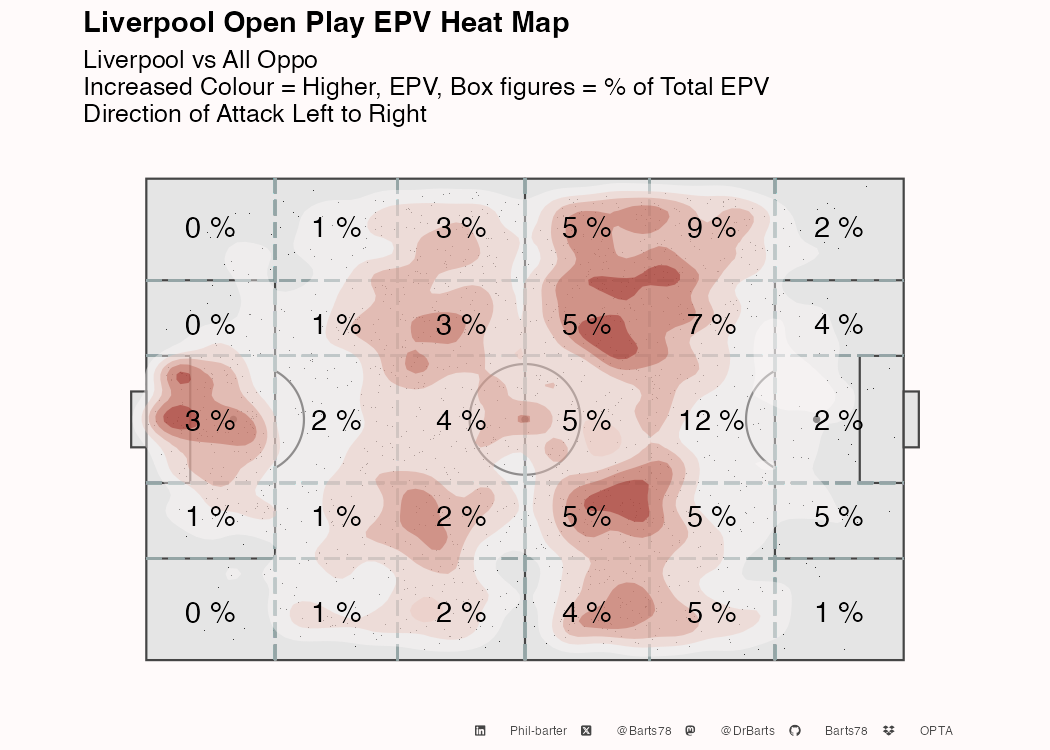 Liverpool Open Play EPV Heat Map
Liverpool vs All Oppo
Increased Colour = Higher, EPV, Box figures = % of Total EPV
Direction of Attack Left to Right
0 % 1 % 3 % 5 % 9 % 2 %
0 % 1 % 3 % 5 % 7 % 4 %
3 % 2 % 4 % 5 % 12 % 2 %
1 % 1 % 2 % 5 % 5 % 5 %
0 % 1 % 2 % 4 % 5 % 1 %
Phil-barter @Barts78 @DrBarts Barts78 OPTA